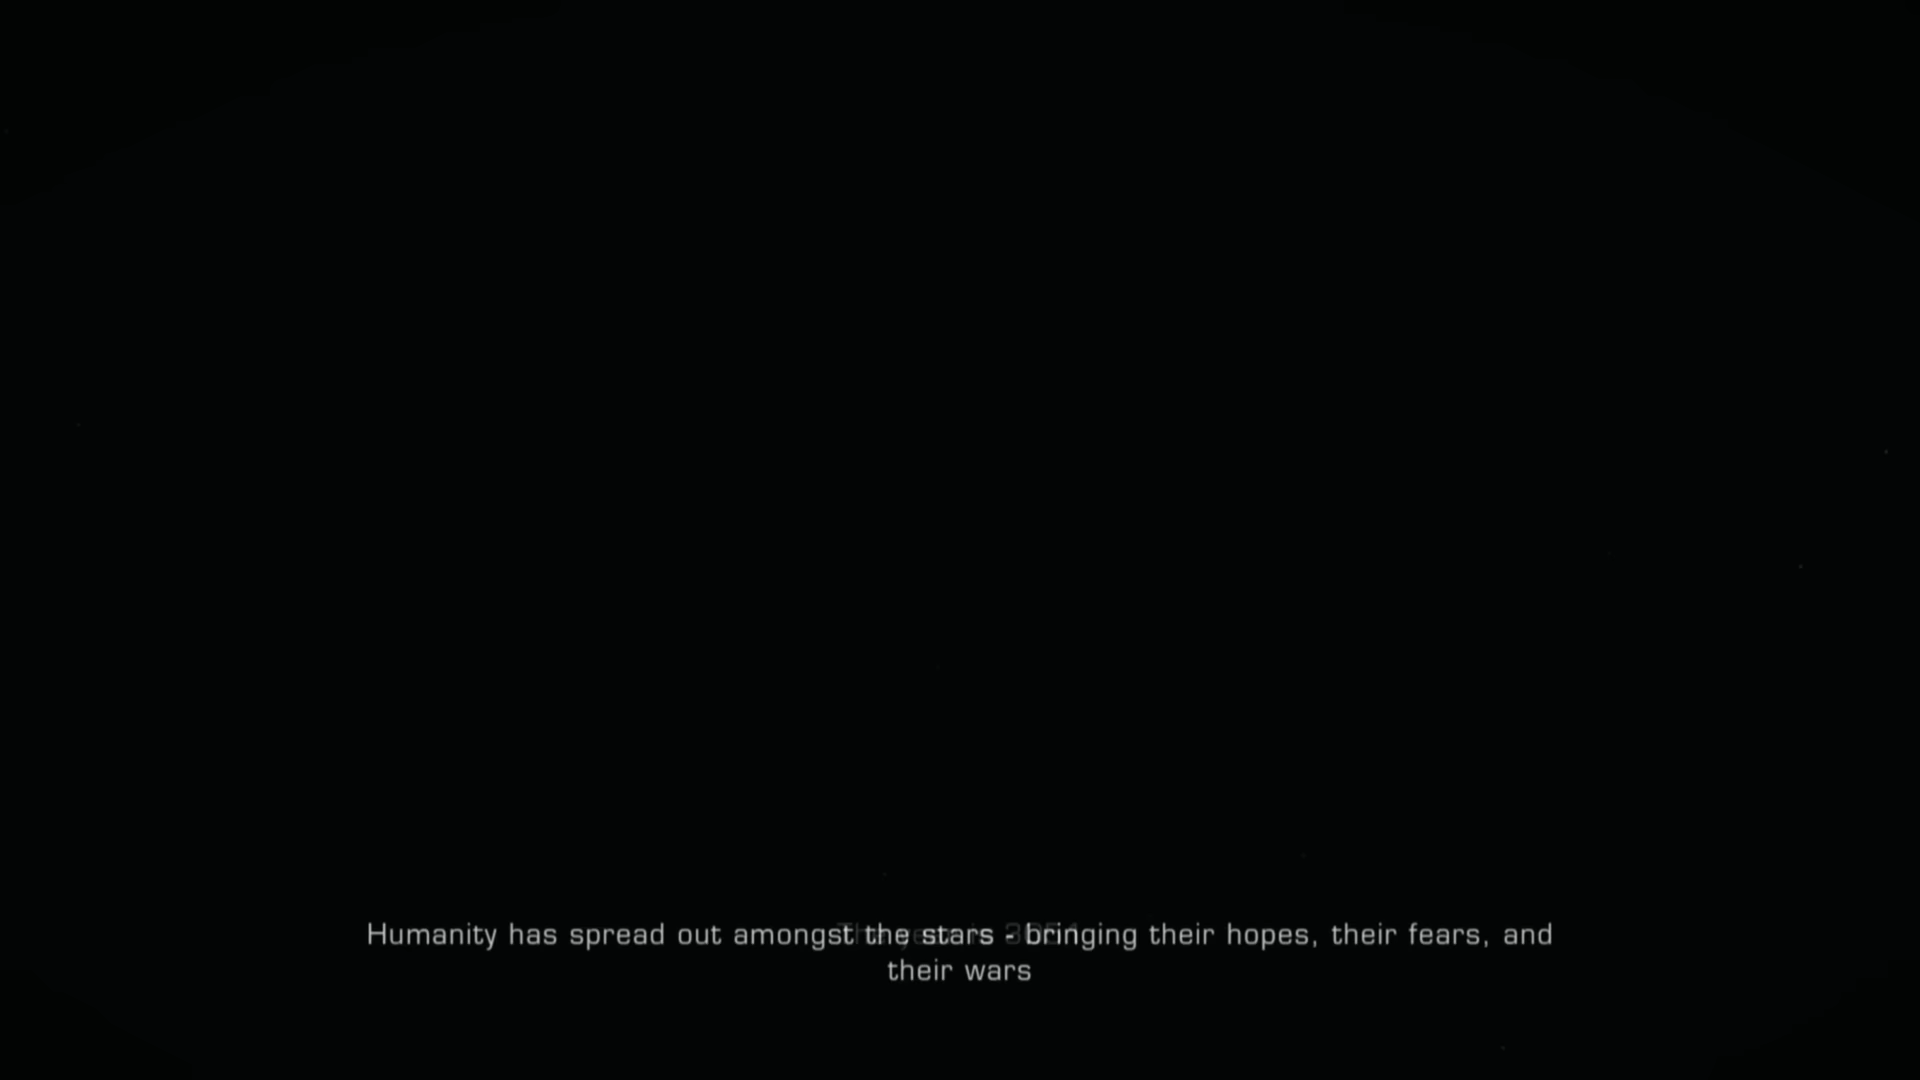 Humanity has spread out amongst the stars - bringing their hopes, their fears, and
their wars